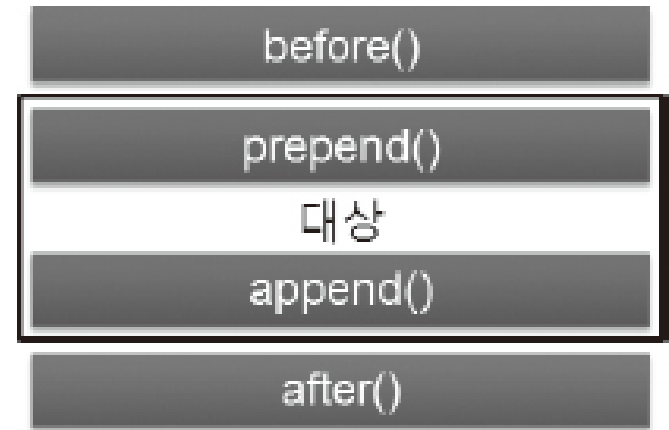 before()
prepend()
대상
append()
after()